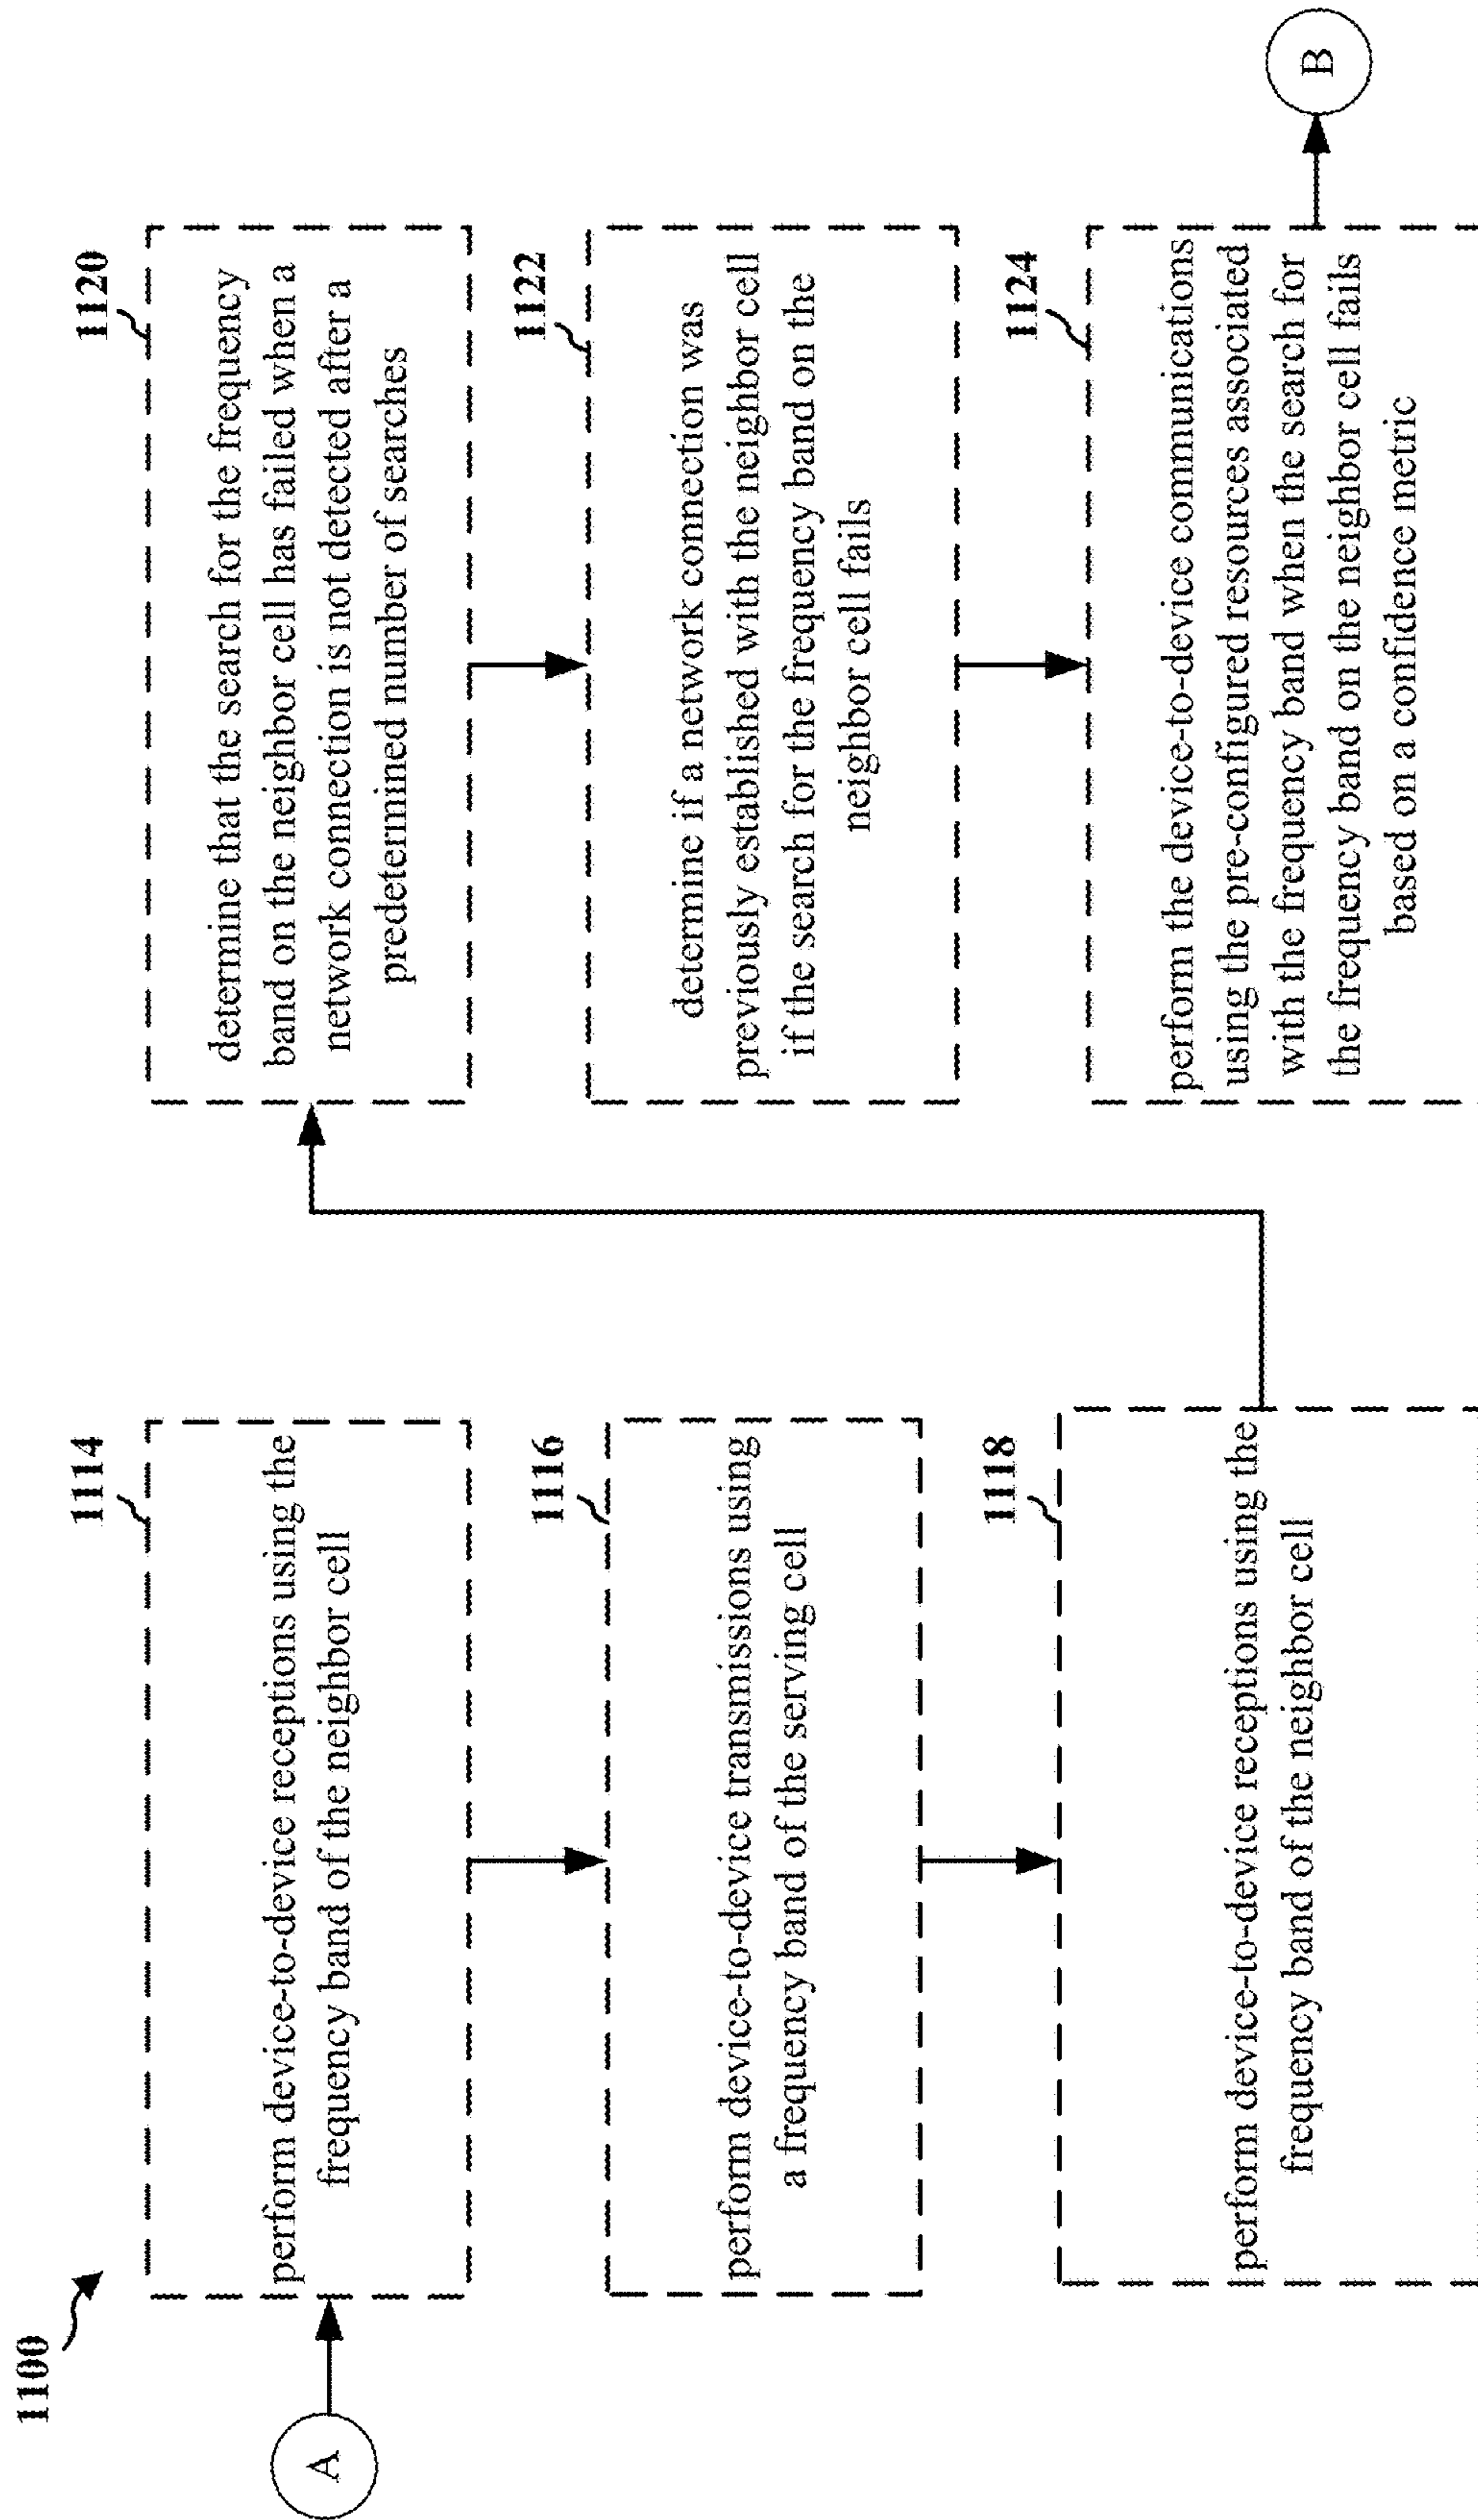 1100
A
1114
perform device-to-device receptions using the
frequency band of the neighbor cell
1116
perform device-to-device transmissions using
a frequency band of the serving cell
1118
perform device-to-device receptions using the
frequency band of the neighbor cell
1120
determine that the search for the frequency
band on the neighbor cell has failed when a
network connection is not detected after a
predetermined number of searches
1122
determine if a network connection was
previously established with the neighbor cell
if the search for the frequency band on the
neighbor cell fails
1124
perform the device-to-device communications
using the pre-configured resources associated
with the frequency band when the search for
the frequency band on the neighbor cell fails
based on a confidence metric
B